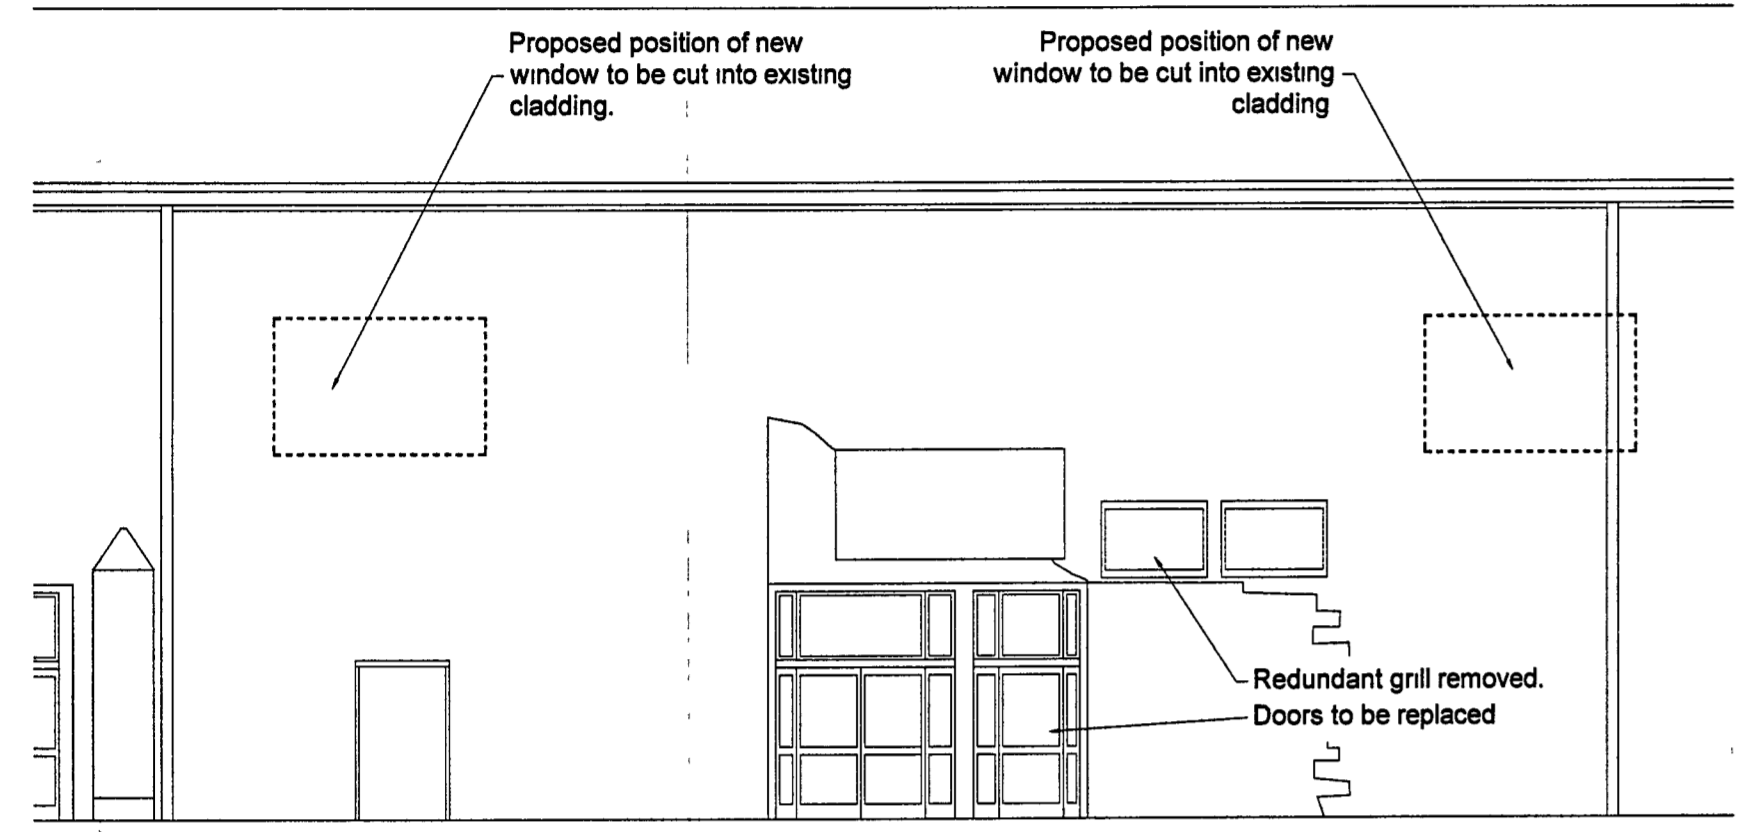 Proposed position of new
window to be cut into existing
cladding.
Proposed position of new
window to be cut into existing
cladding
Redundant grill removed.
Doors to be replaced